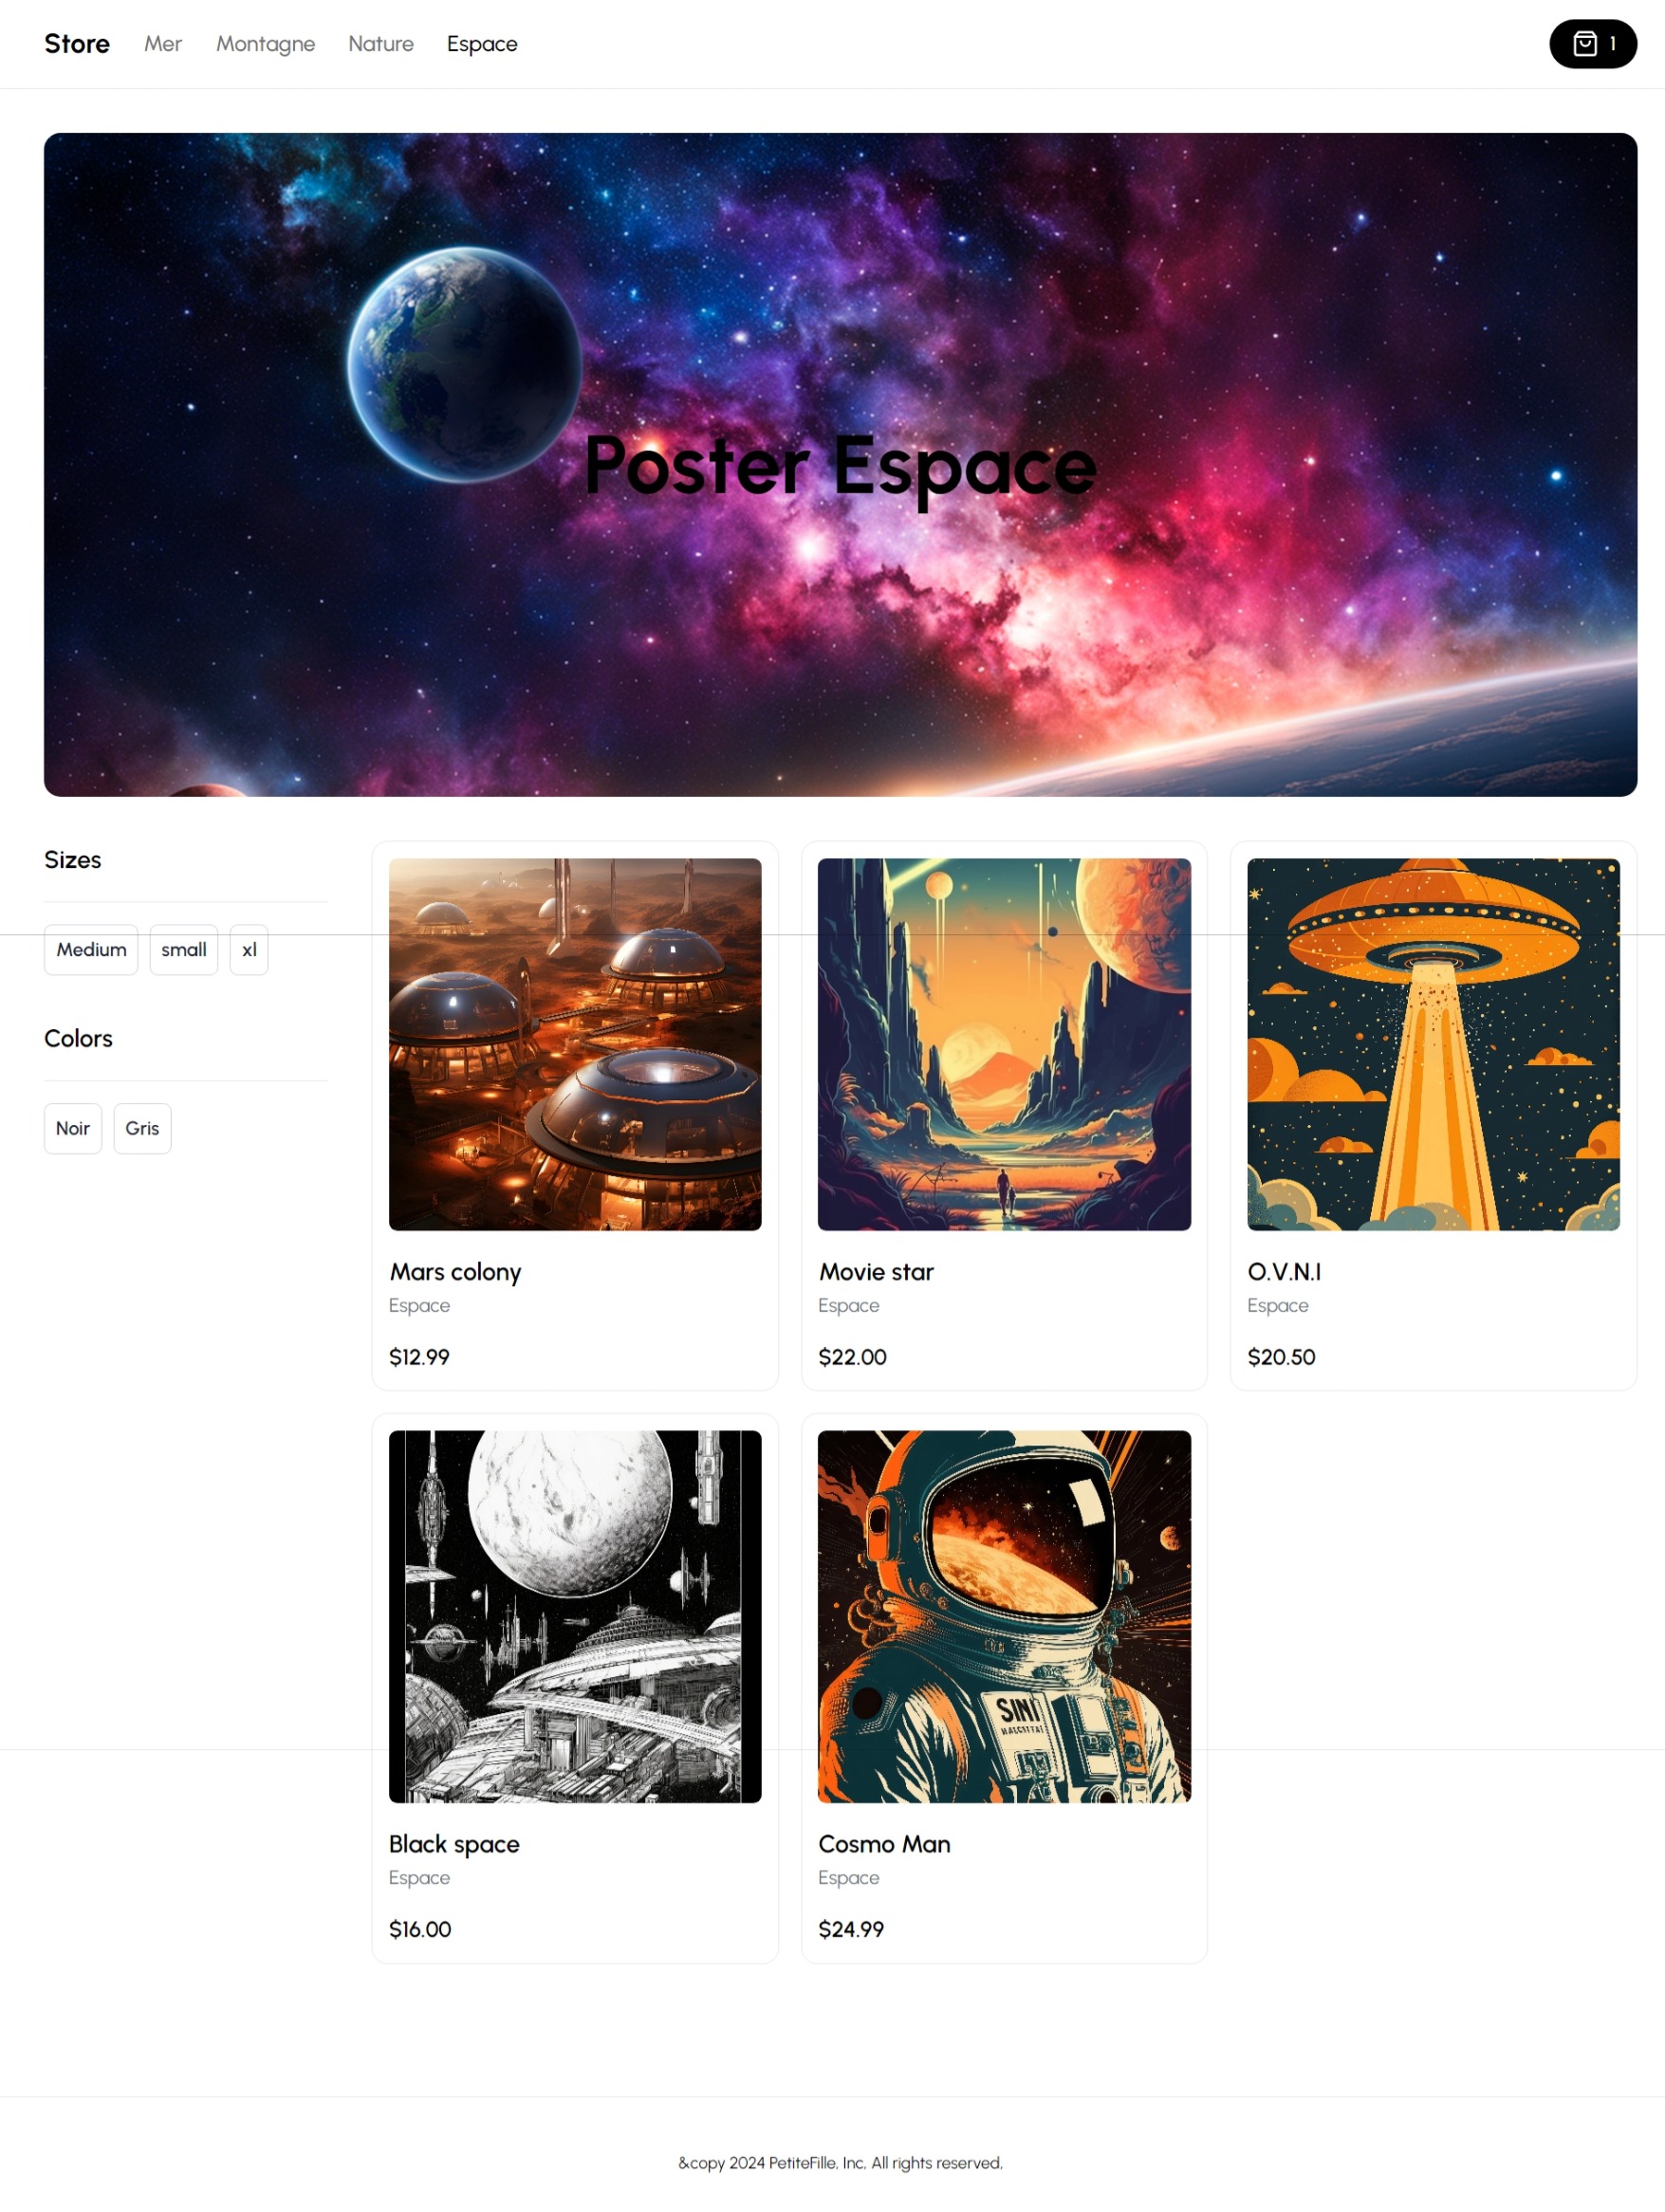 Store Mer Montagne Nature Espace 1
Poster Espace
Sizes
Medium small xl
Colors
Noir Gris
Mars colony
Espace
$12.99
Movie star
Espace
$22.00
O.V.N.I
Espace
$20.50
Black space
Espace
$16.00
SINI
Cosmo Man
Espace
$24.99
&copy 2024 PetiteFille, Inc. All rights reserved.